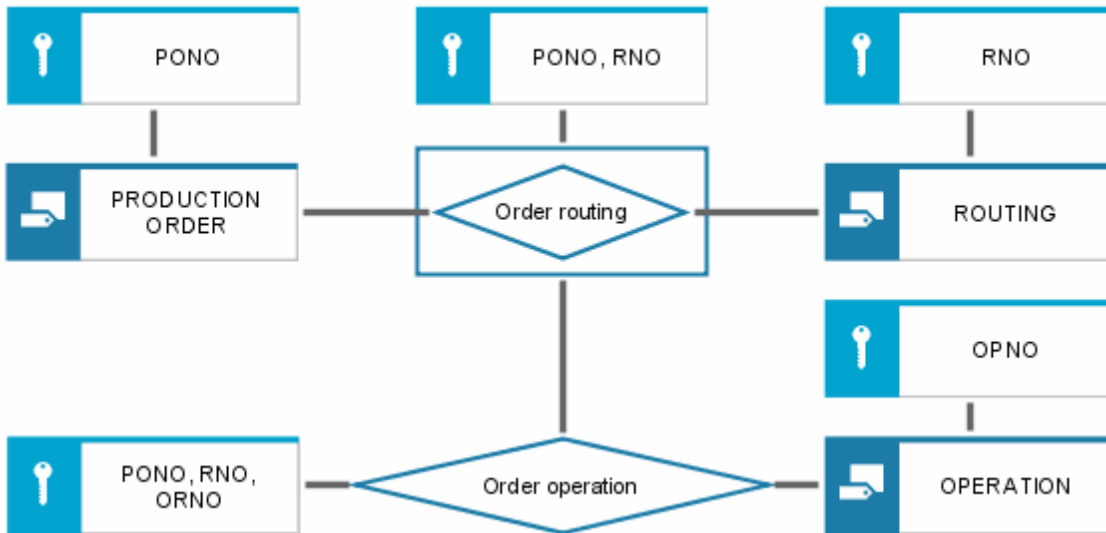 PONO
PONO, RNO
RNO
PRODUCTION
ORDER
Order routing
ROUTING
OPNO
PONO, RNO,
ORNO
Order operation
OPERATION